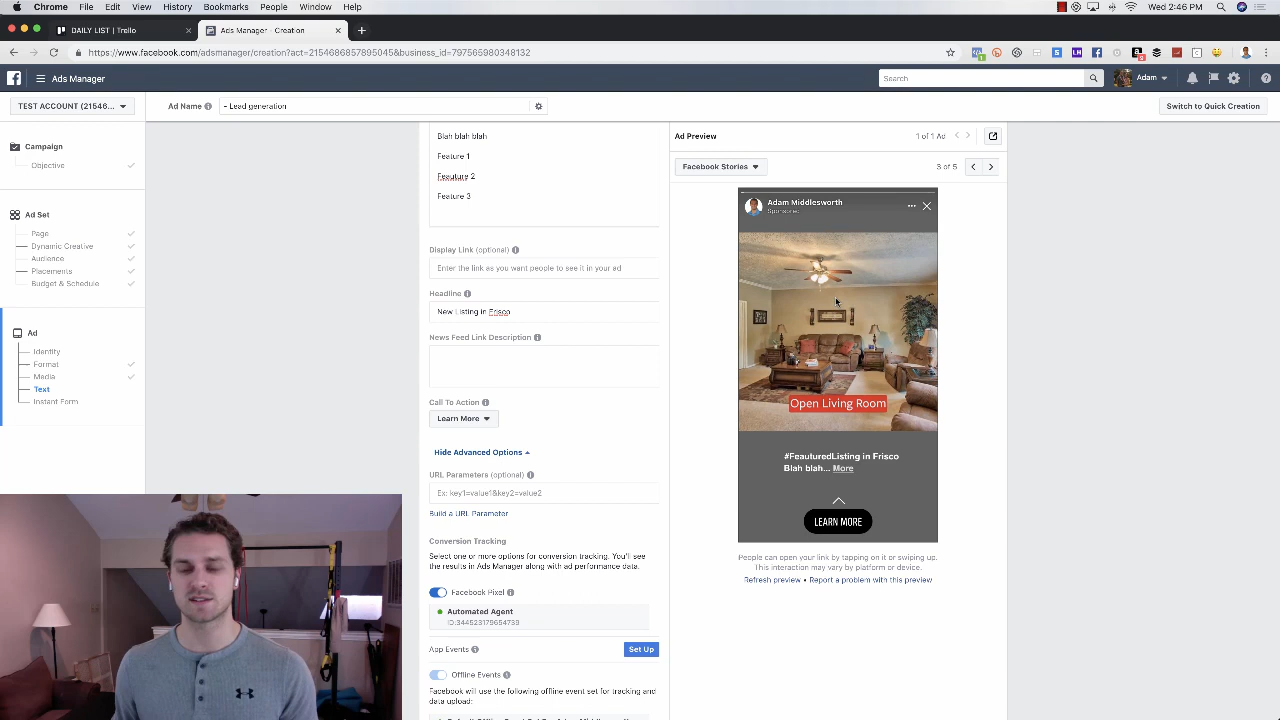 Chrome File Edit View History Bookmarks People Window Help Wed 2:46 PM
DAILY LIST | Trello Ads Manager - Creation
https://www.facebook.com/adsmanager/creation?act=2154686857895045&business_id=797565980348132
Ads Manager Search Adam
TEST ACCOUNT (21546... Ad Name - Lead generation Switch to Quick Creation
Campaign
Objective
Ad Set
Page
Dynamic Creative
Audience
Placements
Budget & Schedule
Ad
Identity
Format
Media
Text
Instant Form
Blah blah blah
Feature 1
Feauture 2
Feature 3
Display Link (optional)
Enter the link as you want people to see it in your ad
Headline
New Listing in Frisco
News Feed Link Description
Call To Action
Learn More
Hide Advanced Options
URL Parameters (optional)
Ex: key1=value1&key2=value2
Build a URL Parameter
Conversion Tracking
Select one or more options for conversion tracking. You'll see
the results in Ads Manager along with ad performance data.
Facebook Pixel
Automated Agent
ID:344523179654739
App Events Set Up
Offline Events
Facebook will use the following offline event set for tracking and
data upload:
Ad Preview 1 of 1 Ad
Facebook Stories 3 of 5
Adam Middlesworth
Sponsored
Open Living Room
#FeauturedListing in Frisco
Blah blah... More
LEARN MORE
People can open your link by tapping on it or swiping up.
This interaction may vary by platform or device.
Refresh preview • Report a problem with this preview